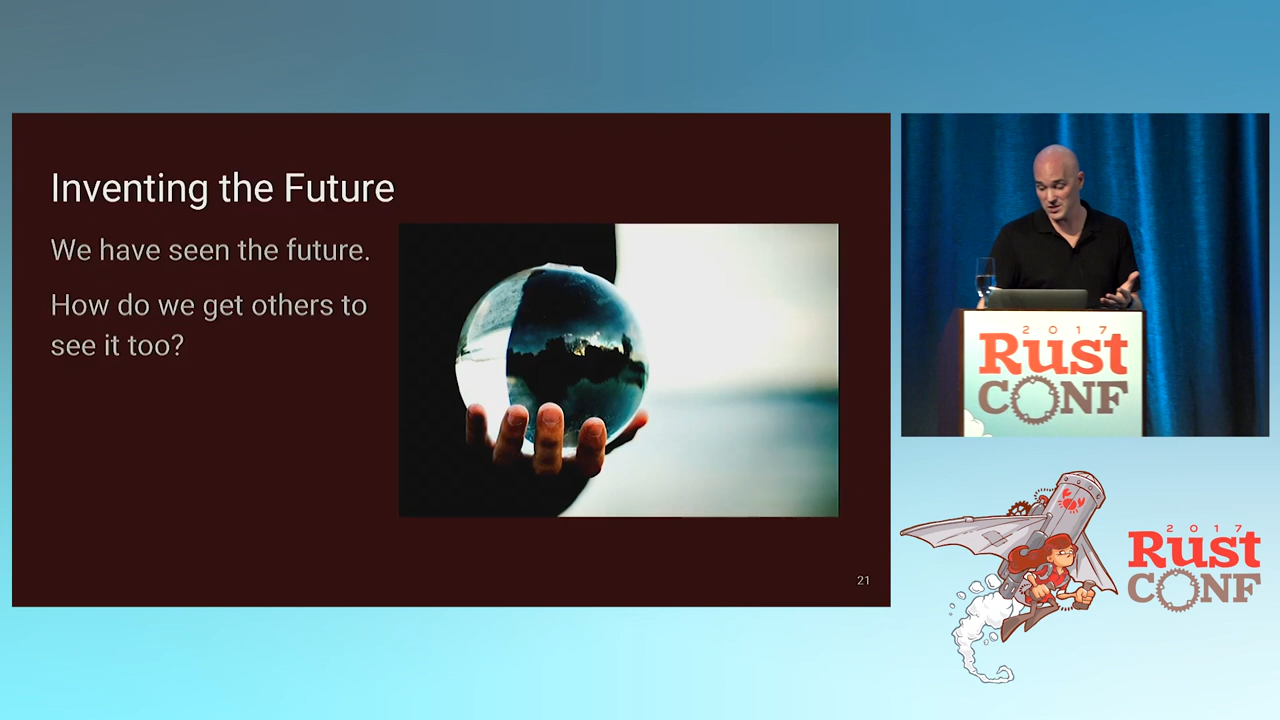 Inventing the Future
We have seen the future.
How do we get others to
see it too?
21
2017
Rust
CONF
2017
Rust
CONF